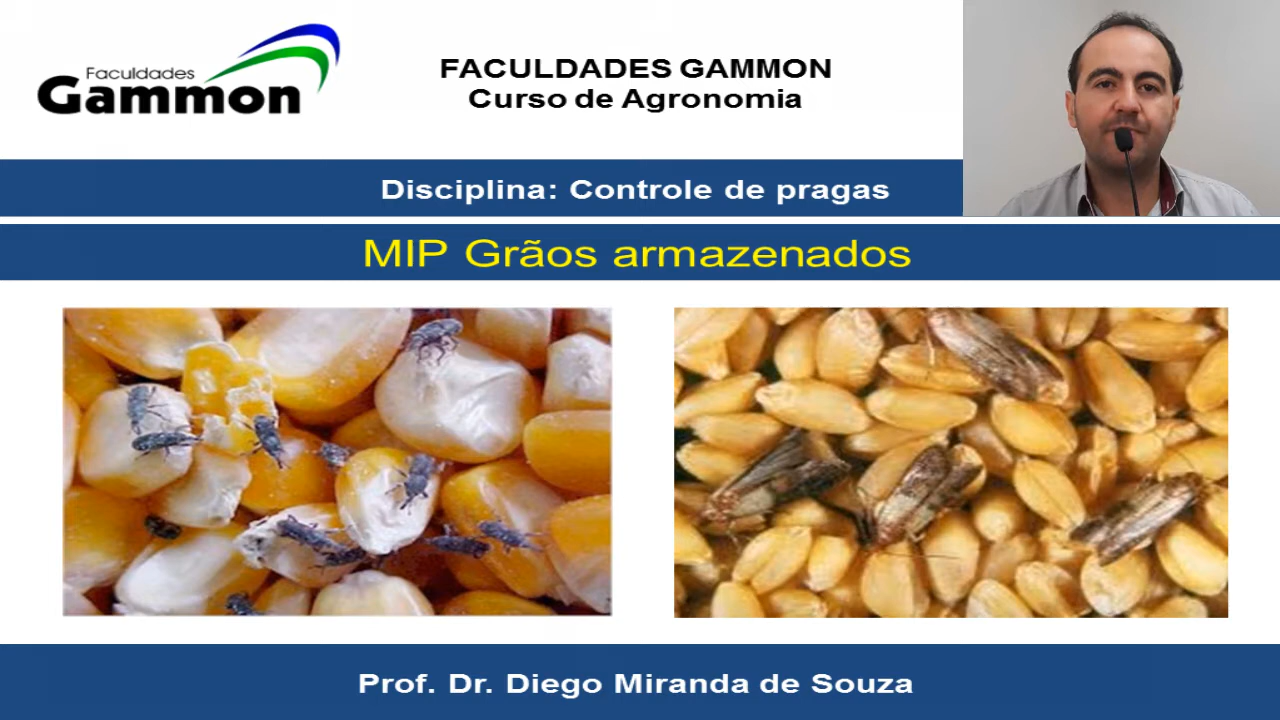 Faculdades
Gammon
FACULDADES GAMMON
Curso de Agronomia
Disciplina: Controle de pragas
MIP Grãos armazenados
Prof. Dr. Diego Miranda de Souza